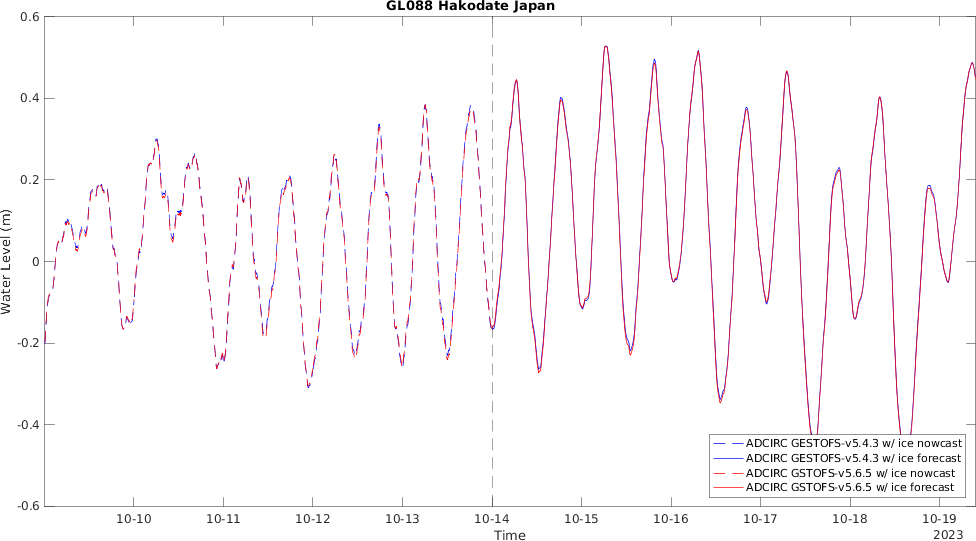 GL088 Hakodate Japan
0.6
0.4
0.2
0
-0.2
-0.4
-0.6
Water Level (m)
ADCIRC GESTOFS-v5.4.3 w/ ice nowcast
ADCIRC GESTOFS-v5.4.3 w/ ice forecast
ADCIRC GSTOFS-v5.6.5 w/ ice nowcast
ADCIRC GSTOFS-v5.6.5 w/ ice forecast
10-10 10-11 10-12 10-13 10-14 10-15 10-16 10-17 10-18 10-19
Time
2023